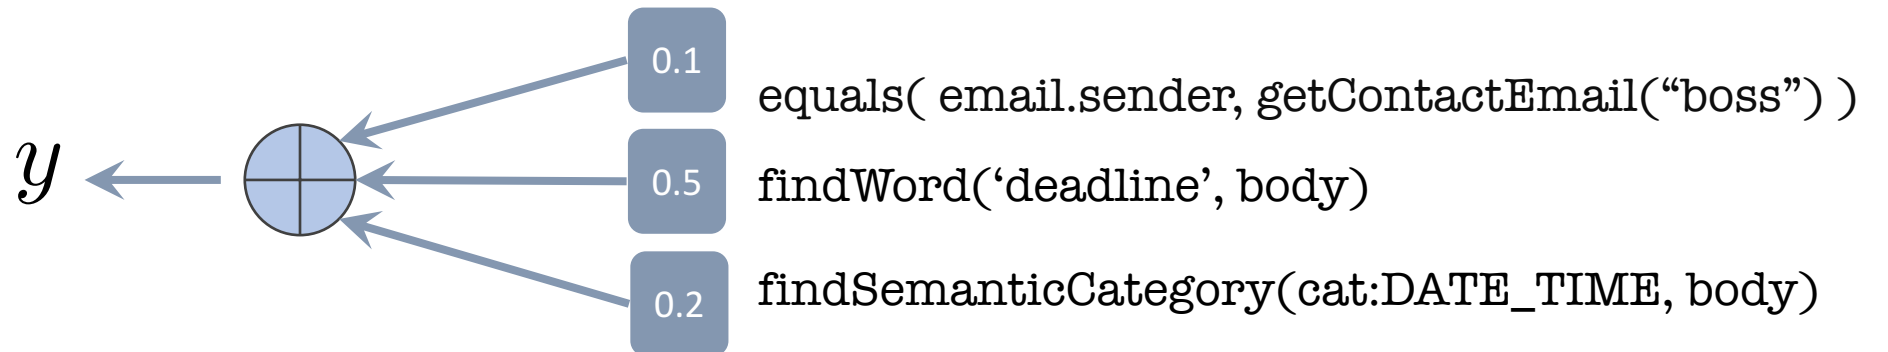 0.1
equals( email.sender, getContactEmail(“boss”) )
y
0.5
findWord(‘deadline’, body)
0.2
findSemanticCategory(cat:DATE_TIME, body)